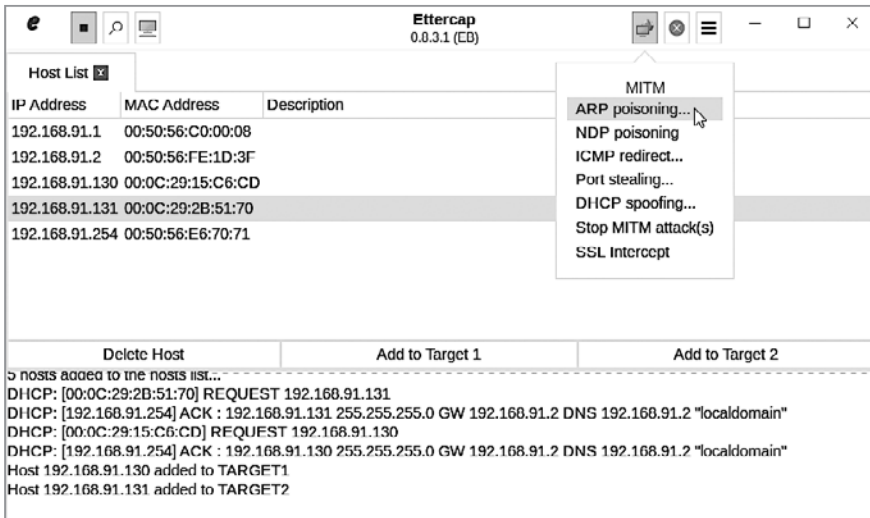 e
Ettercap
0.8.3.1 (EB)
Host List
MITM
ARP poisoning...
NDP poisoning
ICMP redirect...
Port stealing...
DHCP spoofing...
Stop MITM attack(s)
SSL Intercept
IP Address MAC Address Description
192.168.91.1 00:50:56:C0:00:08
192.168.91.2 00:50:56:FE:1D:3F
192.168.91.130 00:0C:29:15:C6:CD
192.168.91.131 00:0C:29:2B:51:70
192.168.91.254 00:50:56:E6:70:71
Delete Host Add to Target 1 Add to Target 2
5 hosts added to the hosts list...
DHCP: [00:0C:29:2B:51:70] REQUEST 192.168.91.131
DHCP: [192.168.91.254] ACK : 192.168.91.131 255.255.255.0 GW 192.168.91.2 DNS 192.168.91.2 "localdomain"
DHCP: [00:0C:29:15:C6:CD] REQUEST 192.168.91.130
DHCP: [192.168.91.254] ACK : 192.168.91.130 255.255.255.0 GW 192.168.91.2 DNS 192.168.91.2 "localdomain"
Host 192.168.91.130 added to TARGET1
Host 192.168.91.131 added to TARGET2